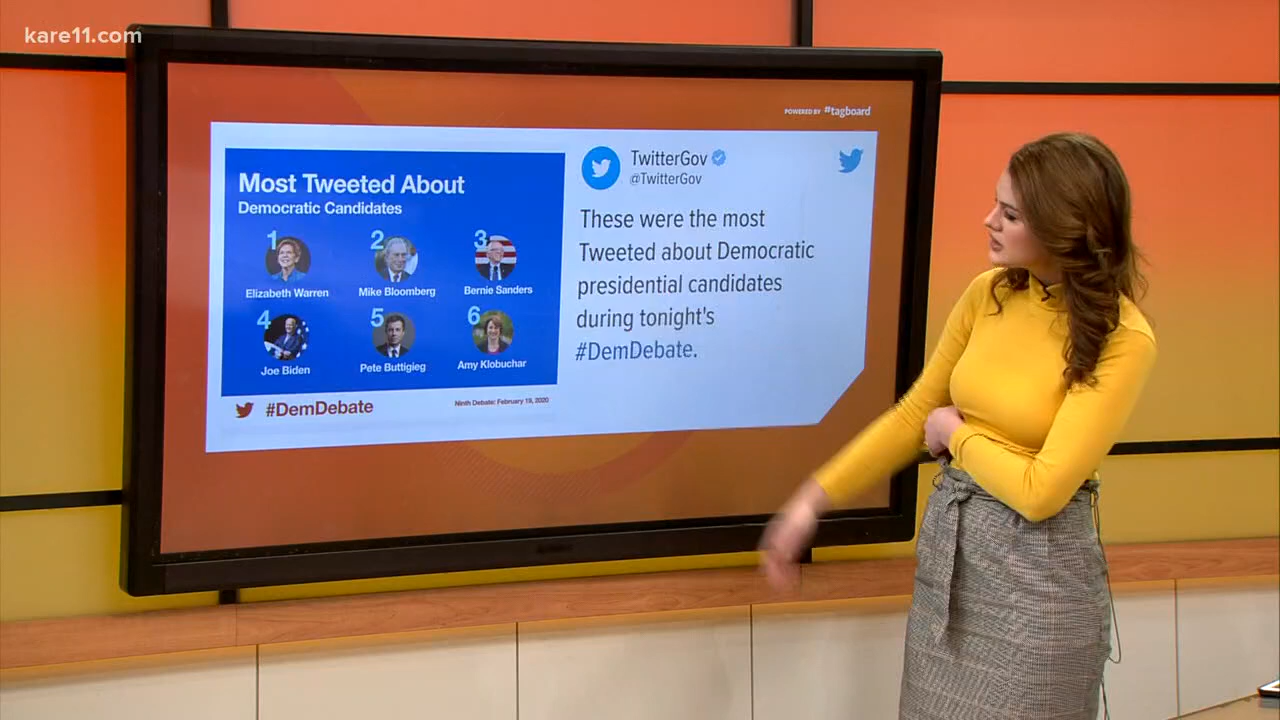 kare11.com
POWERED BY #tagboard
Most Tweeted About
Democratic Candidates
1
2
3
Elizabeth Warren
Mike Bloomberg
Bernie Sanders
4
5
6
Joe Biden
Pete Buttigieg
Amy Klobuchar
#DemDebate
Ninth Debate: February 19, 2020
TwitterGov
@TwitterGov
These were the most
Tweeted about Democratic
presidential candidates
during tonight's
#DemDebate.